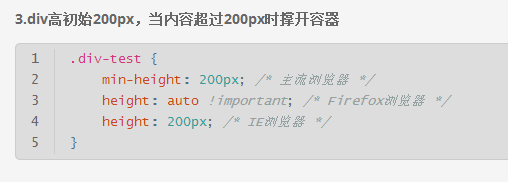 3.div高初始200px，当内容超过200px时撑开容器
1 .div-test {
2 min-height: 200px; /* 主流浏览器 */
3 height: auto !important; /* Firefox浏览器 */
4 height: 200px; /* IE浏览器 */
5 }